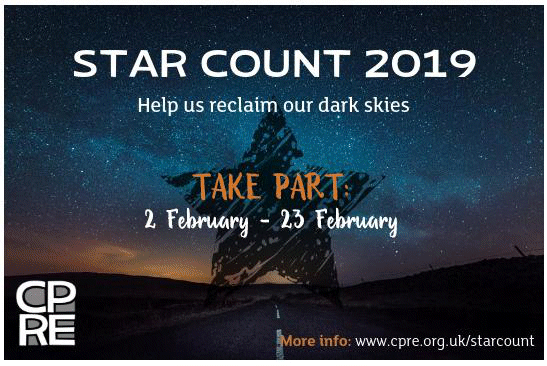 STAR COUNT 2019
Help us reclaim our dark skies
TAKE PART:
2 February - 23 February
CP
RE
More info: www.cpre.org.uk/starcount